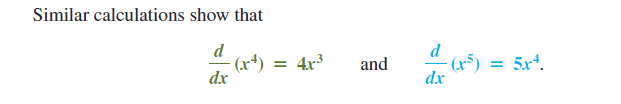 Similar calculations show that
d/dx (x⁴) = 4x³ and d/dx (x⁵) = 5x⁴.